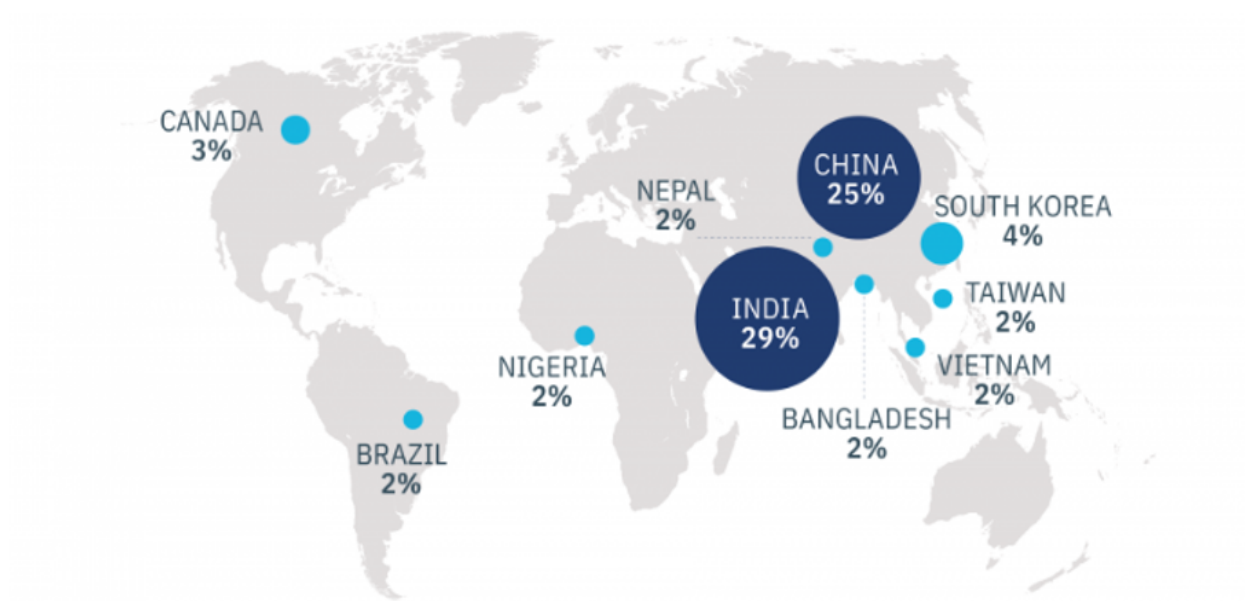 CANADA
3%
CHINA
25%
NEPAL
2%
SOUTH KOREA
4%
INDIA
29%
TAIWAN
2%
NIGERIA
2%
VIETNAM
2%
BANGLADESH
2%
BRAZIL
2%